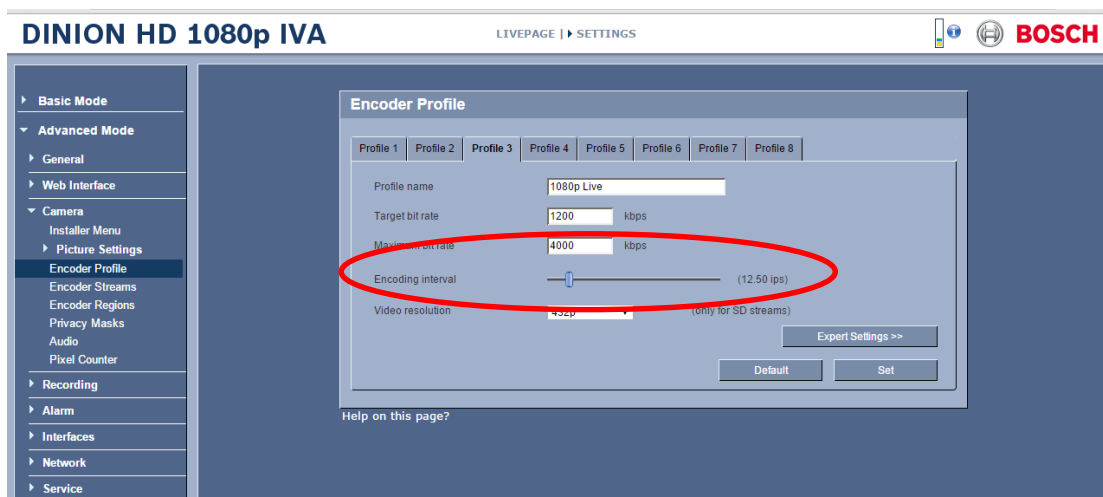 DINION HD 1080p IVA
LIVEPAGE | SETTINGS
BOSCH
Basic Mode
Advanced Mode
General
Web Interface
Camera
Installer Menu
Picture Settings
Encoder Profile
Encoder Streams
Encoder Regions
Privacy Masks
Audio
Pixel Counter
Recording
Alarm
Interfaces
Network
Service
Encoder Profile
Profile 1 Profile 2 Profile 3 Profile 4 Profile 5 Profile 6 Profile 7 Profile 8
Profile name 1080p Live
Target bit rate 1200 kbps
Maximum bit rate 4000 kbps
Encoding interval (12.50 ips)
Video resolution 432p (only for SD streams)
Expert Settings >>
Default Set
Help on this page?